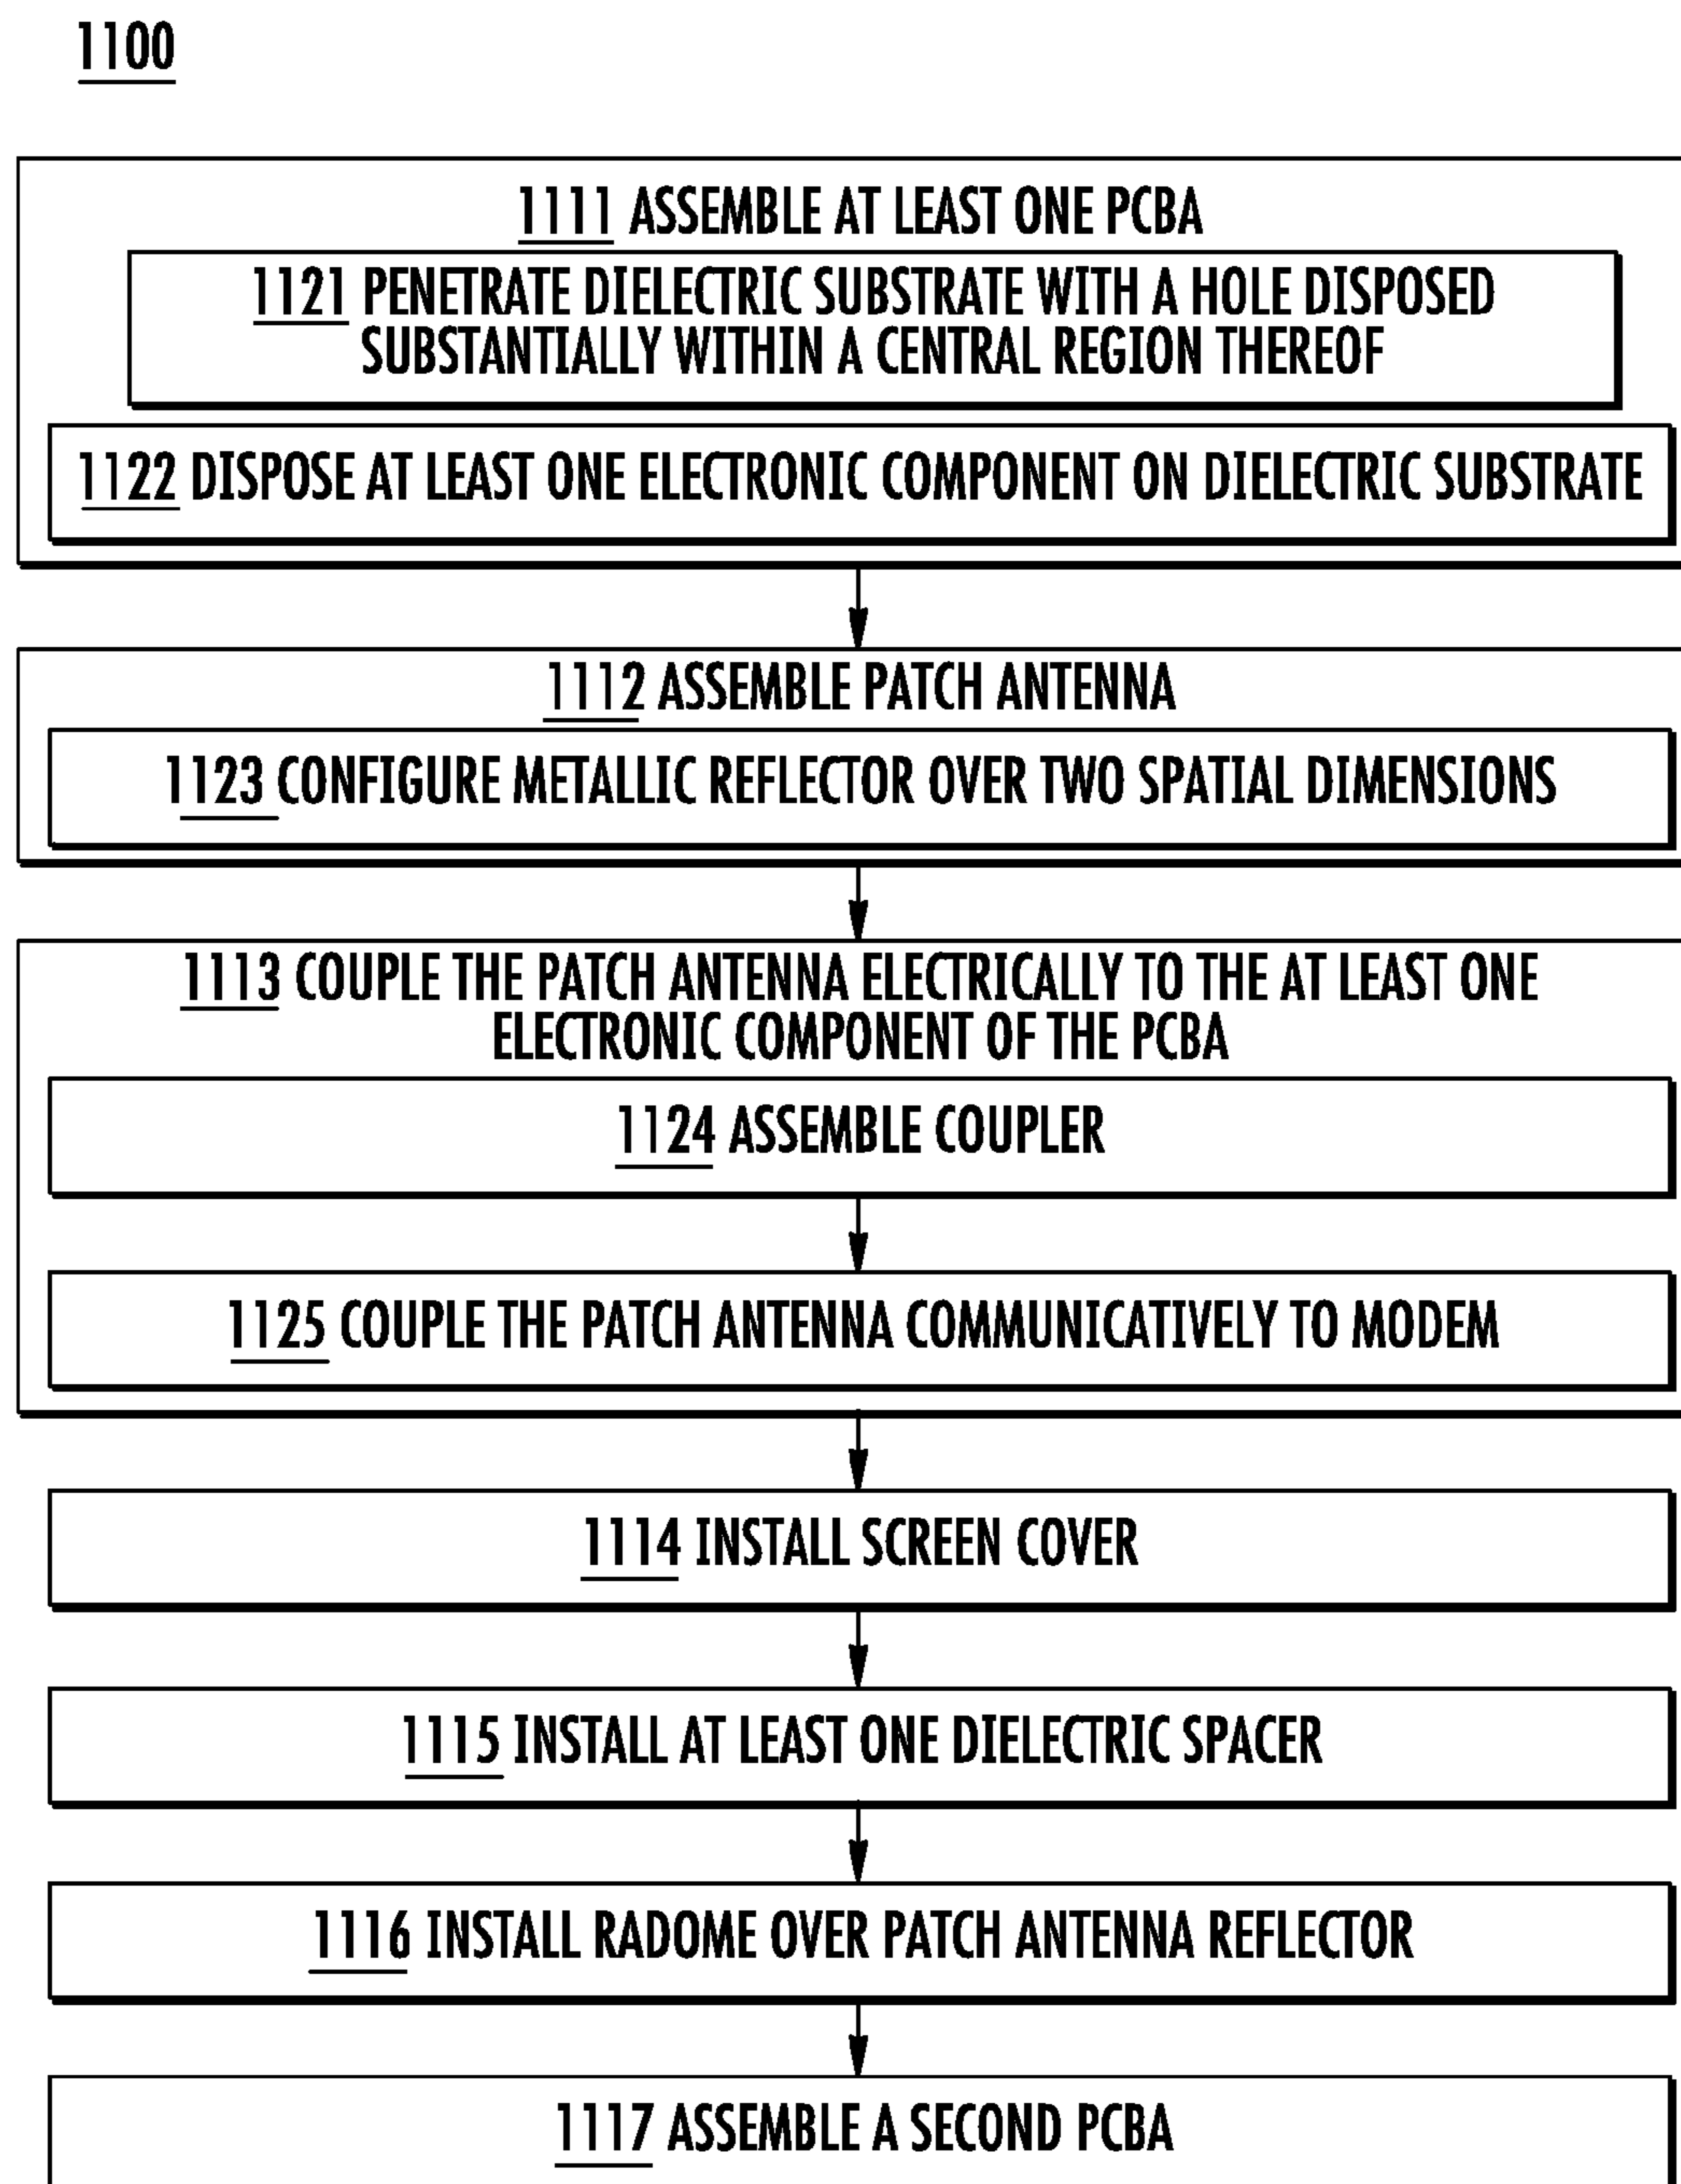 1100
1111 ASSEMBLE AT LEAST ONE PCBA
1121 PENETRATE DIELECTRIC SUBSTRATE WITH A HOLE DISPOSED
SUBSTANTIALLY WITHIN A CENTRAL REGION THEREOF
1122 DISPOSE AT LEAST ONE ELECTRONIC COMPONENT ON DIELECTRIC SUBSTRATE
1112 ASSEMBLE PATCH ANTENNA
1123 CONFIGURE METALLIC REFLECTOR OVER TWO SPATIAL DIMENSIONS
1113 COUPLE THE PATCH ANTENNA ELECTRICALLY TO THE AT LEAST ONE
ELECTRONIC COMPONENT OF THE PCBA
1124 ASSEMBLE COUPLER
1125 COUPLE THE PATCH ANTENNA COMMUNICATIVELY TO MODEM
1114 INSTALL SCREEN COVER
1115 INSTALL AT LEAST ONE DIELECTRIC SPACER
1116 INSTALL RADOME OVER PATCH ANTENNA REFLECTOR
1117 ASSEMBLE A SECOND PCBA